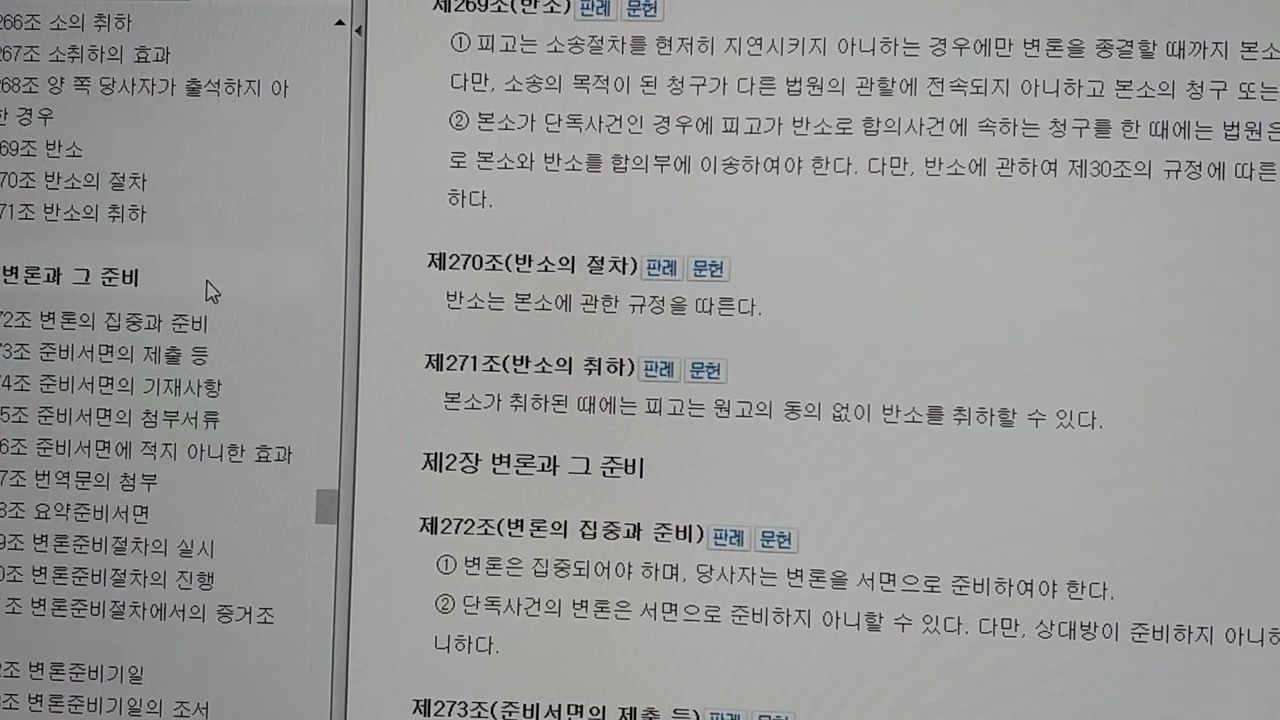 266조 소의 취하
267조 소취하의 효과
268조 양 쪽 당사자가 출석하지 아
한 경우
69조 반소
70조 반소의 절차
71조 반소의 취하
변론과 그 준비
72조 변론의 집중과 준비
73조 준비서면의 제출 등
74조 준비서면의 기재사항
5조 준비서면의 첨부서류
6조 준비서면에 적지 아니한 효과
7조 번역문의 첨부
8조 요약준비서면
9조 변론준비절차의 실시
0조 변론준비절차의 진행
조 변론준비절차에서의 증거조
2조 변론준비기일
3조 변론준비기일의 조서
제269조(반소) 판례 문헌
① 피고는 소송절차를 현저히 지연시키지 아니하는 경우에만 변론을 종결할 때까지 본소
다만, 소송의 목적이 된 청구가 다른 법원의 관할에 전속되지 아니하고 본소의 청구 또는
② 본소가 단독사건인 경우에 피고가 반소로 합의사건에 속하는 청구를 한 때에는 법원은
로 본소와 반소를 합의부에 이송하여야 한다. 다만, 반소에 관하여 제30조의 규정에 따른
하다.
제270조(반소의 절차) 판례 문헌
반소는 본소에 관한 규정을 따른다.
제271조(반소의 취하) 판례 문헌
본소가 취하된 때에는 피고는 원고의 동의 없이 반소를 취하할 수 있다.
제2장 변론과 그 준비
제272조(변론의 집중과 준비) 판례 문헌
① 변론은 집중되어야 하며, 당사자는 변론을 서면으로 준비하여야 한다.
② 단독사건의 변론은 서면으로 준비하지 아니할 수 있다. 다만, 상대방이 준비하지 아니하
니하다.
제273조(준비서면의 제출 등) 판례 문헌